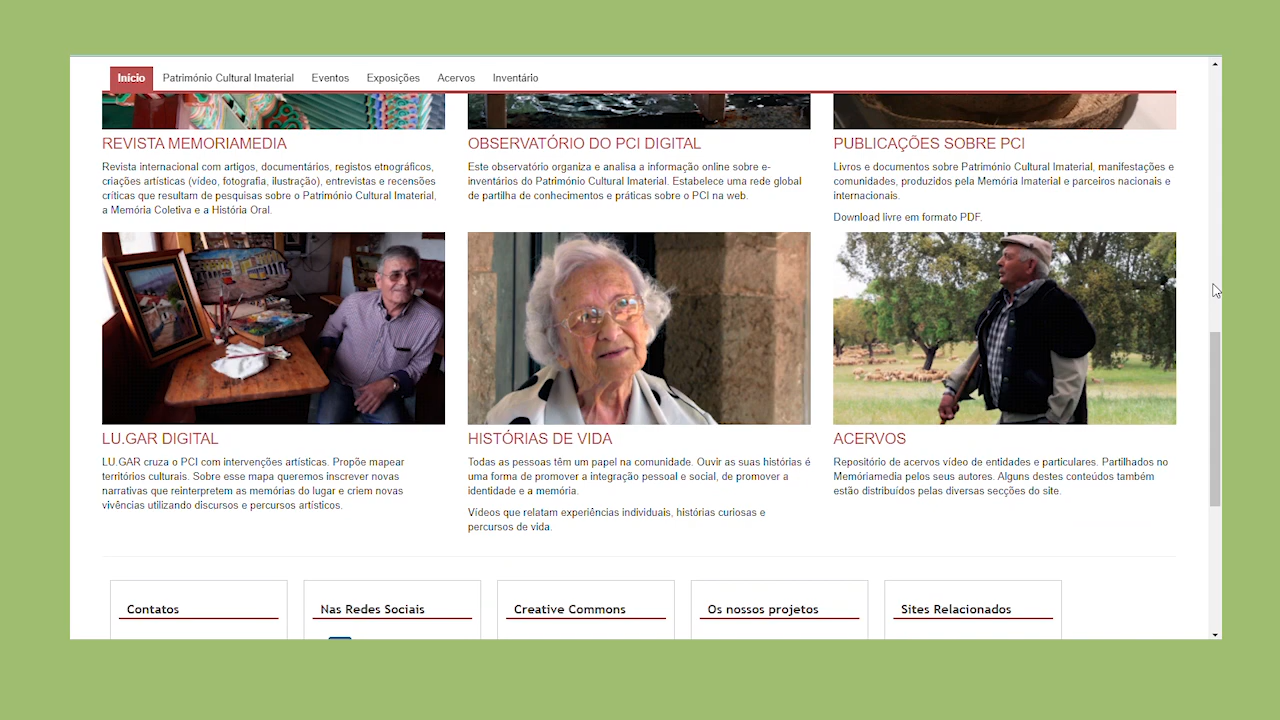 Início Património Cultural Imaterial Eventos Exposições Acervos Inventário
REVISTA MEMORIAMEDIA
Revista internacional com artigos, documentários, registos etnográficos,
criações artísticas (vídeo, fotografia, ilustração), entrevistas e recensões
críticas que resultam de pesquisas sobre o Património Cultural Imaterial,
a Memória Coletiva e a História Oral.
OBSERVATÓRIO DO PCI DIGITAL
Este observatório organiza e analisa a informação online sobre e-
inventários do Património Cultural Imaterial. Estabelece uma rede global
de partilha de conhecimentos e práticas sobre o PCI na web.
PUBLICAÇÕES SOBRE PCI
Livros e documentos sobre Património Cultural Imaterial, manifestações e
comunidades, produzidos pela Memória Imaterial e parceiros nacionais e
internacionais.
Download livre em formato PDF.
LU.GAR DIGITAL
LU.GAR cruza o PCI com intervenções artísticas. Propõe mapear
territórios culturais. Sobre esse mapa queremos inscrever novas
narrativas que reinterpretem as memórias do lugar e criem novas
vivências utilizando discursos e percursos artísticos.
HISTÓRIAS DE VIDA
Todas as pessoas têm um papel na comunidade. Ouvir as suas histórias é
uma forma de promover a integração pessoal e social, de promover a
identidade e a memória.
Vídeos que relatam experiências individuais, histórias curiosas e
percursos de vida.
ACERVOS
Repositório de acervos vídeo de entidades e particulares. Partilhados no
Memóriamedia pelos seus autores. Alguns destes conteúdos também
estão distribuídos pelas diversas secções do site.
Contatos
Nas Redes Sociais
Creative Commons
Os nossos projetos
Sites Relacionados